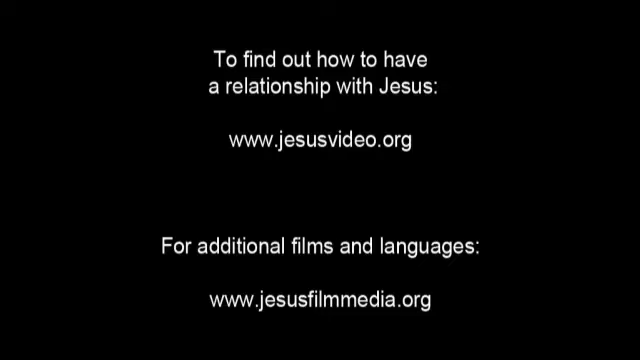 To find out how to have
a relationship with Jesus:
www.jesusvideo.org
For additional films and languages:
www.jesusfilmmedia.org